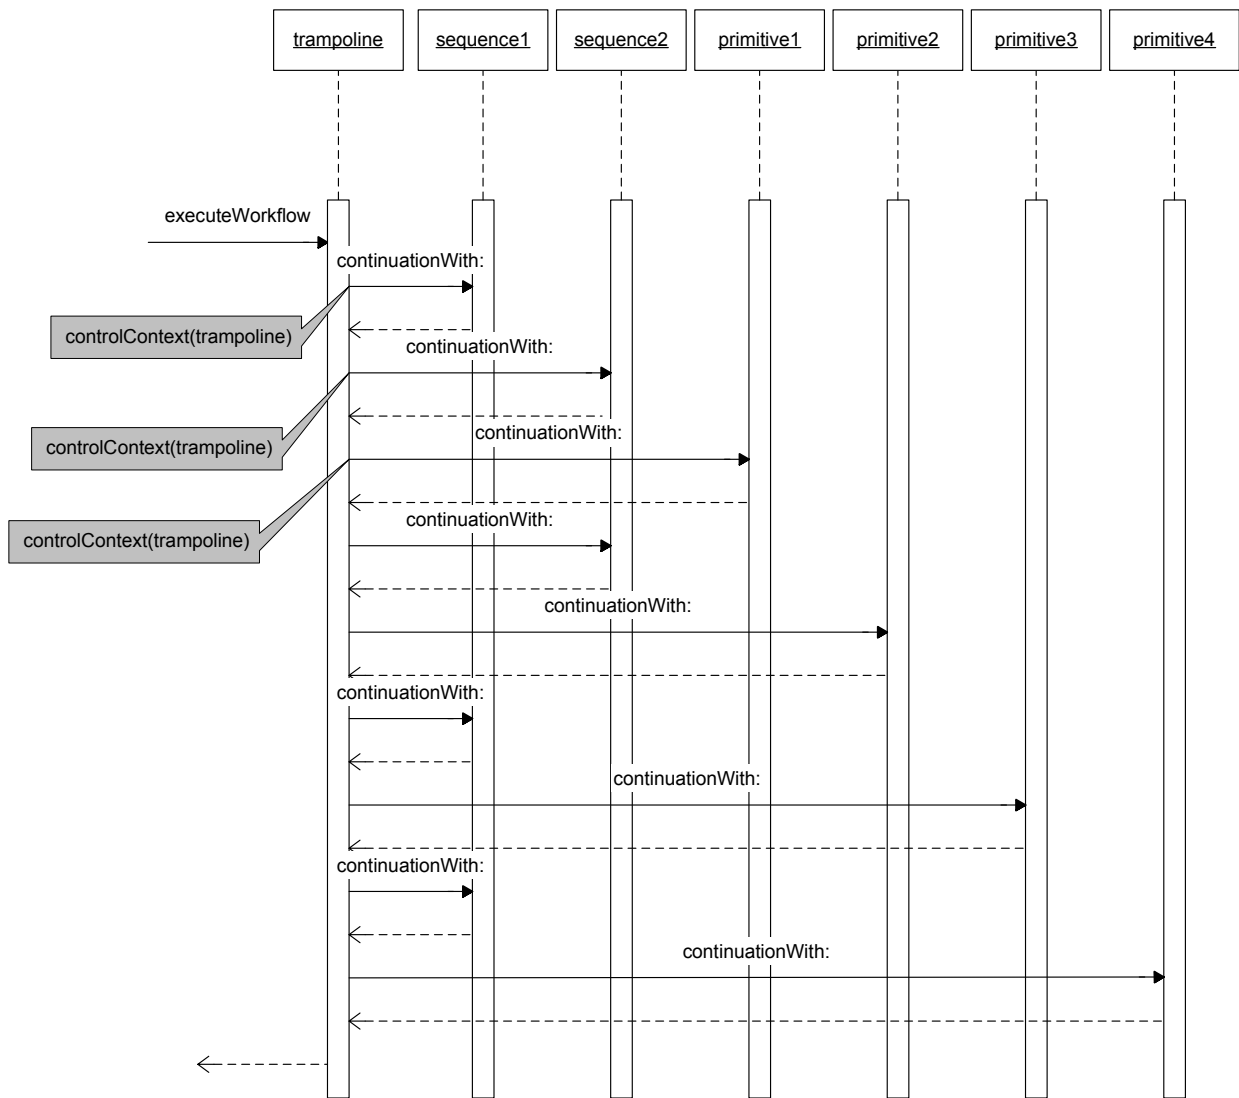 trampoline
sequence1
sequence2
primitive1
primitive2
primitive3
primitive4
executeWorkflow
continuationWith:
controlContext(trampoline)
continuationWith:
continuationWith:
controlContext(trampoline)
continuationWith:
controlContext(trampoline)
continuationWith:
continuationWith:
continuationWith:
continuationWith:
continuationWith: